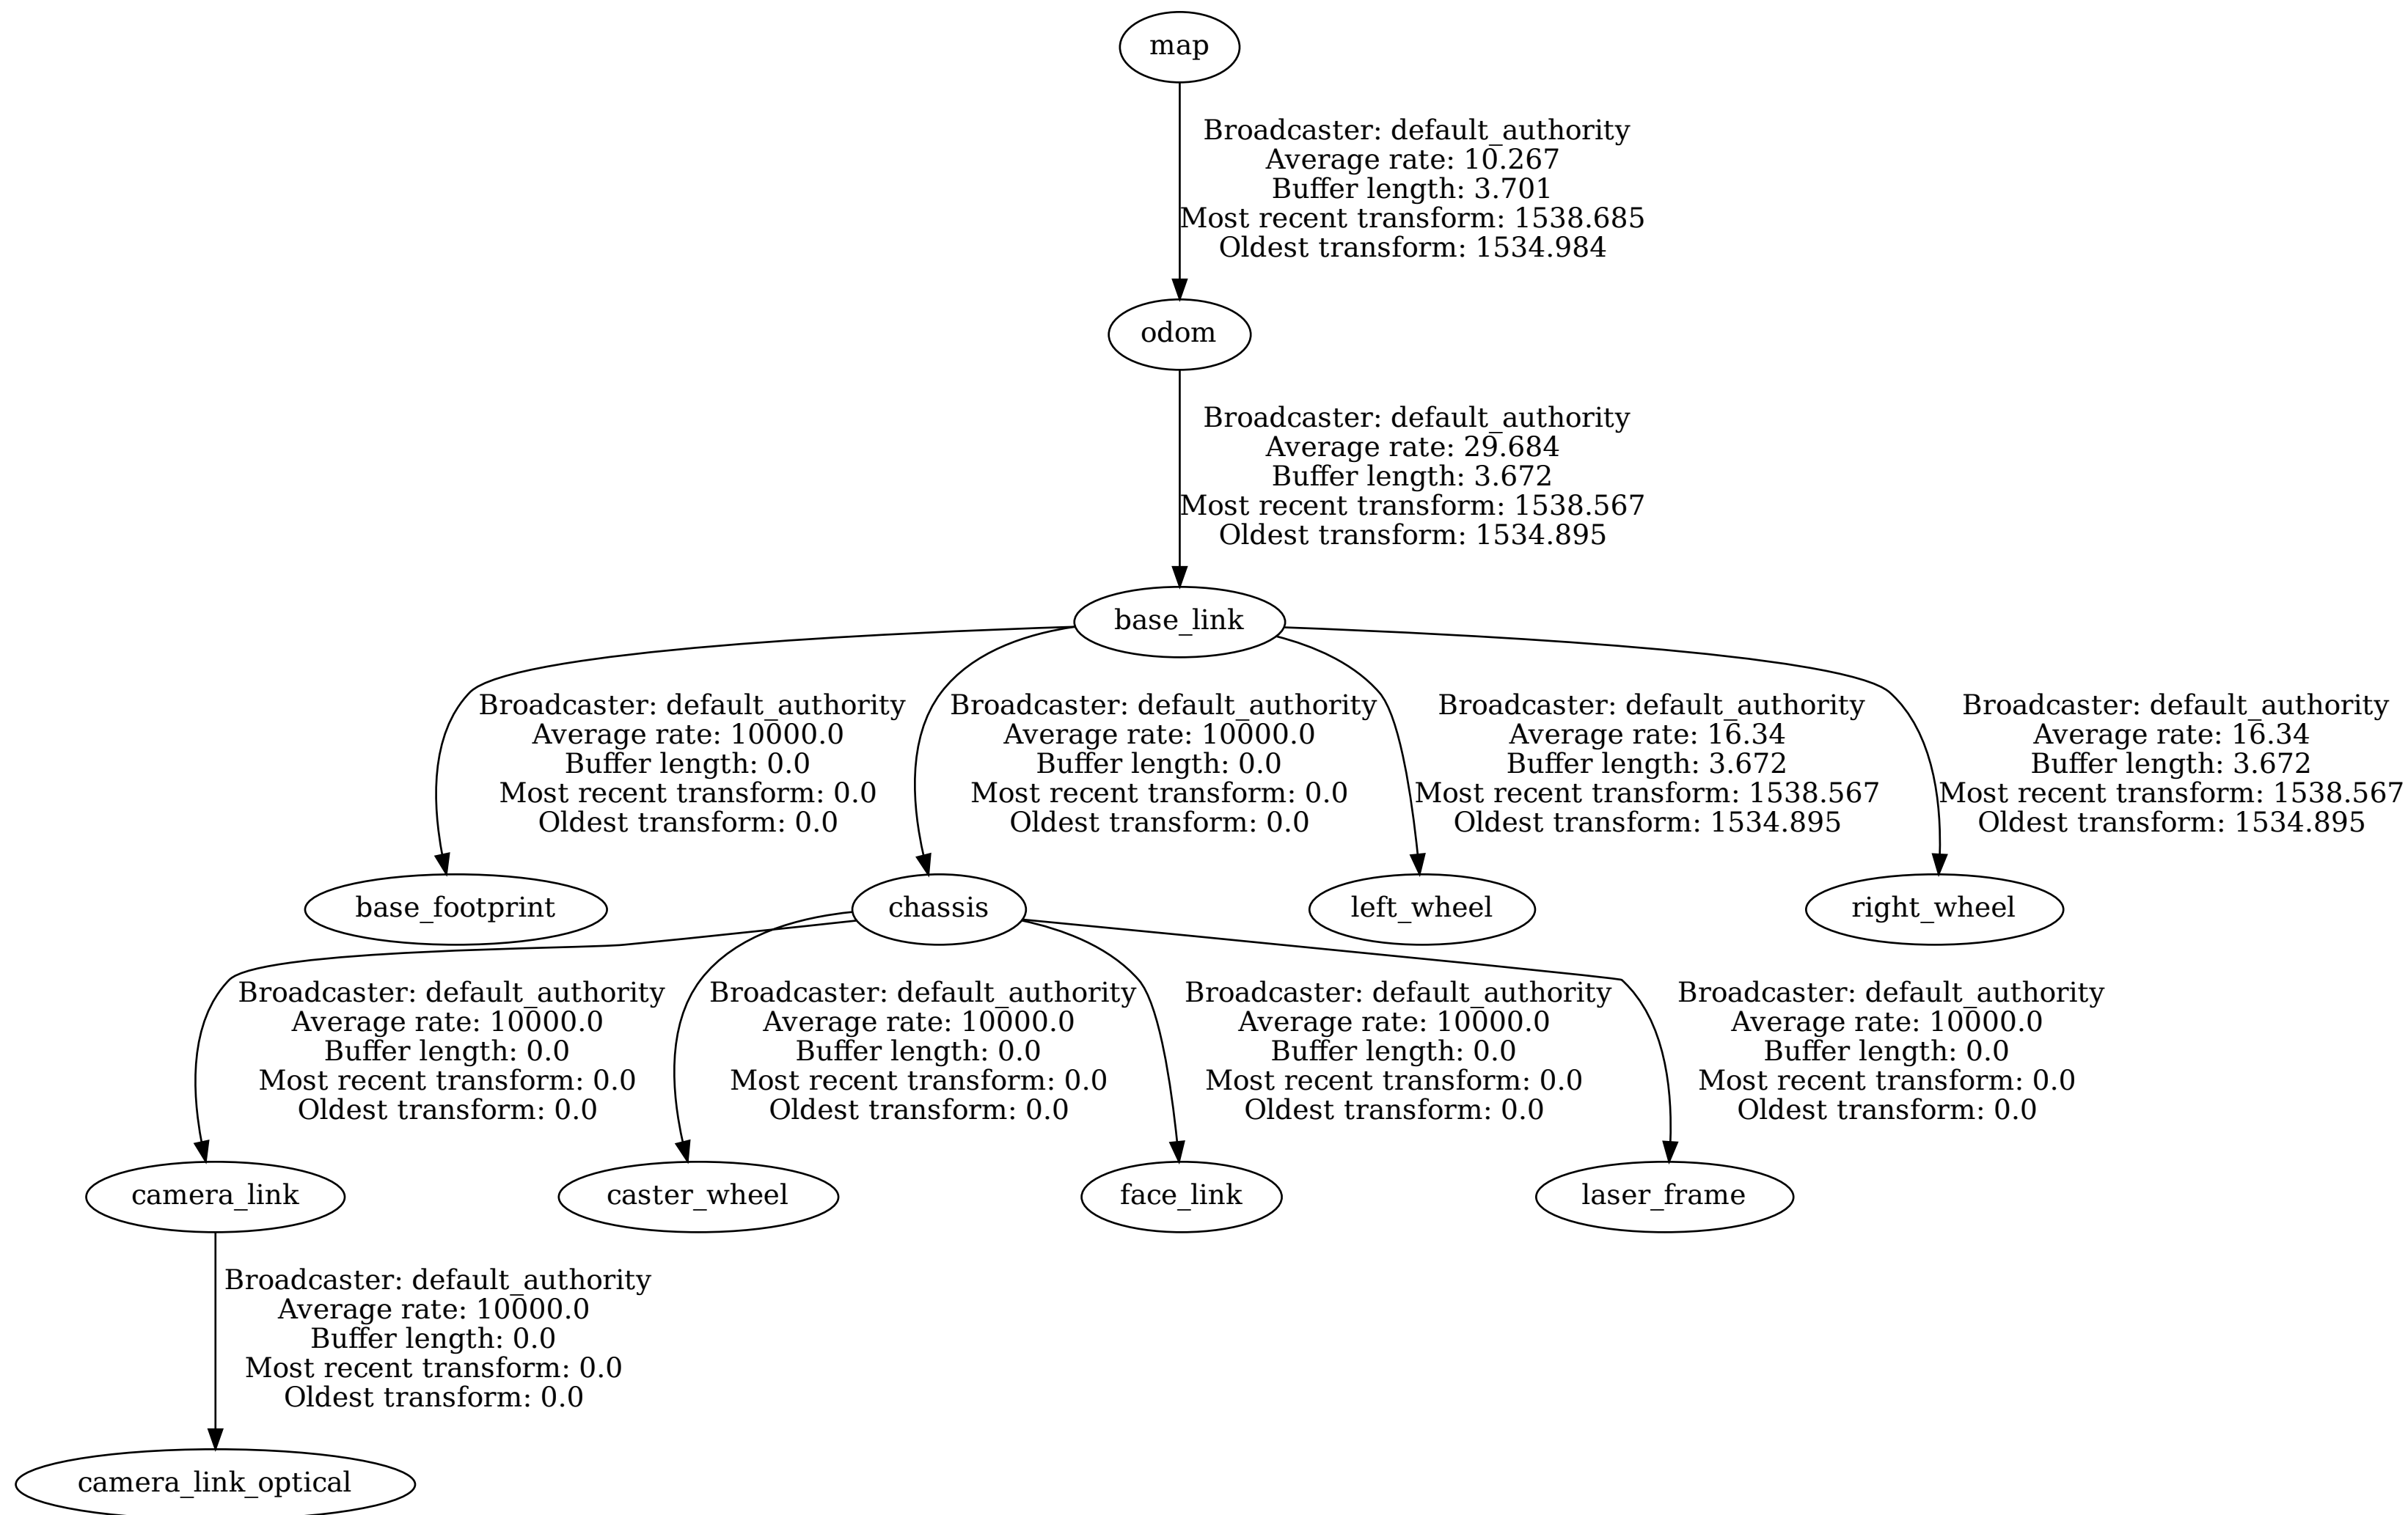 map
Broadcaster: default_authority
Average rate: 10.267
Buffer length: 3.701
Most recent transform: 1538.685
Oldest transform: 1534.984
odom
Broadcaster: default_authority
Average rate: 29.684
Buffer length: 3.672
Most recent transform: 1538.567
Oldest transform: 1534.895
base_link
Broadcaster: default_authority
Average rate: 10000.0
Buffer length: 0.0
Most recent transform: 0.0
Oldest transform: 0.0
Broadcaster: default_authority
Average rate: 10000.0
Buffer length: 0.0
Most recent transform: 0.0
Oldest transform: 0.0
Broadcaster: default_authority
Average rate: 16.34
Buffer length: 3.672
Most recent transform: 1538.567
Oldest transform: 1534.895
Broadcaster: default_authority
Average rate: 16.34
Buffer length: 3.672
Most recent transform: 1538.567
Oldest transform: 1534.895
base_footprint
chassis
left_wheel
right_wheel
Broadcaster: default_authority
Average rate: 10000.0
Buffer length: 0.0
Most recent transform: 0.0
Oldest transform: 0.0
Broadcaster: default_authority
Average rate: 10000.0
Buffer length: 0.0
Most recent transform: 0.0
Oldest transform: 0.0
Broadcaster: default_authority
Average rate: 10000.0
Buffer length: 0.0
Most recent transform: 0.0
Oldest transform: 0.0
Broadcaster: default_authority
Average rate: 10000.0
Buffer length: 0.0
Most recent transform: 0.0
Oldest transform: 0.0
camera_link
caster_wheel
face_link
laser_frame
Broadcaster: default_authority
Average rate: 10000.0
Buffer length: 0.0
Most recent transform: 0.0
Oldest transform: 0.0
camera_link_optical